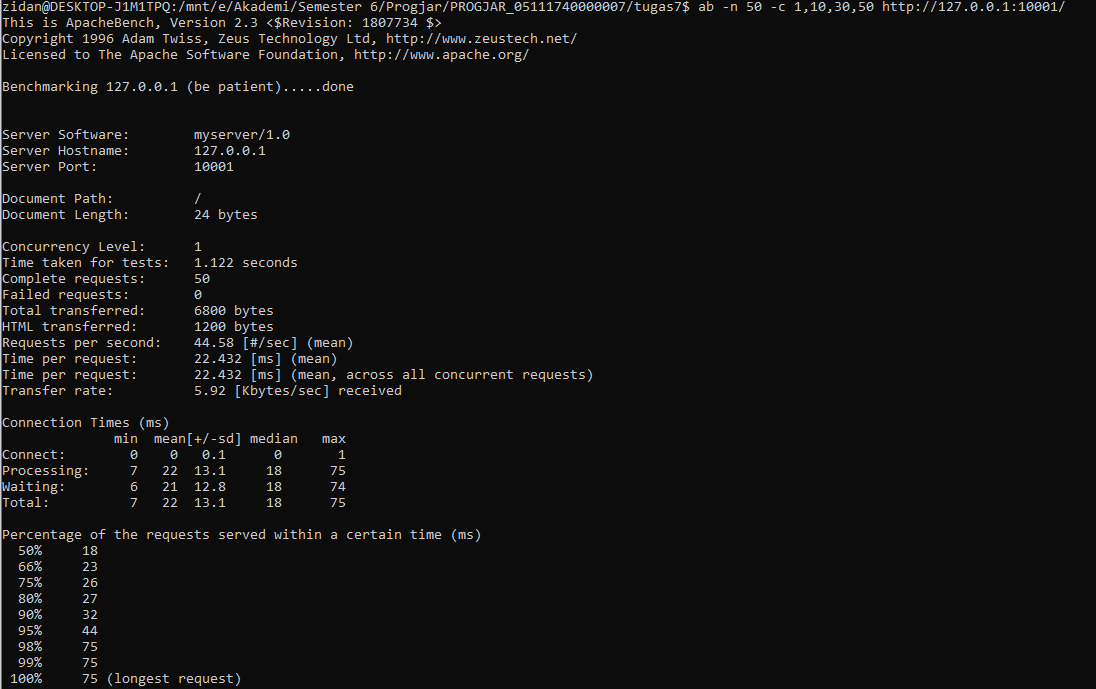 zidan@DESKTOP-J1M1TPQ:/mnt/e/Akademi/Semester 6/Progjar/PROGJAR_05111740000007/tugas7$ ab -n 50 -c 1,10,30,50 http://127.0.0.1:10001/
This is ApacheBench, Version 2.3 <$Revision: 1807734 $>
Copyright 1996 Adam Twiss, Zeus Technology Ltd, http://www.zeustech.net/
Licensed to The Apache Software Foundation, http://www.apache.org/

Benchmarking 127.0.0.1 (be patient).....done


Server Software:        myserver/1.0
Server Hostname:        127.0.0.1
Server Port:            10001

Document Path:          /
Document Length:        24 bytes

Concurrency Level:      1
Time taken for tests:   1.122 seconds
Complete requests:      50
Failed requests:        0
Total transferred:      6800 bytes
HTML transferred:       1200 bytes
Requests per second:    44.58 [#/sec] (mean)
Time per request:       22.432 [ms] (mean)
Time per request:       22.432 [ms] (mean, across all concurrent requests)
Transfer rate:          5.92 [Kbytes/sec] received

Connection Times (ms)
              min  mean[+/-sd] median   max
Connect:        0    0   0.1      0       1
Processing:     7   22  13.1     18      75
Waiting:        6   21  12.8     18      74
Total:          7   22  13.1     18      75

Percentage of the requests served within a certain time (ms)
  50%     18
  66%     23
  75%     26
  80%     27
  90%     32
  95%     44
  98%     75
  99%     75
 100%     75 (longest request)